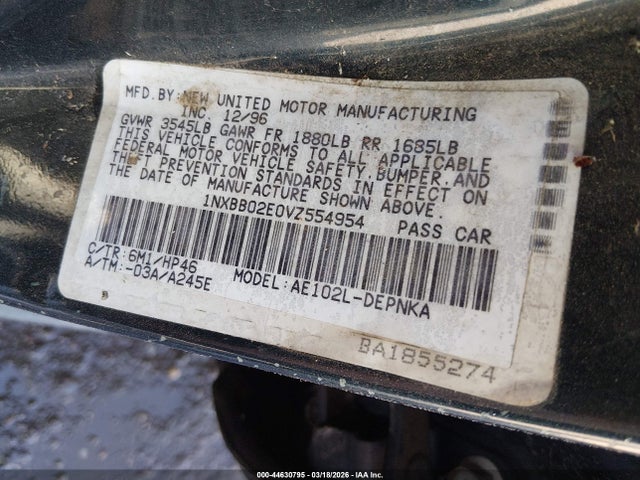 MFD.BY:NEW UNITED MOTOR MANUFACTURING
INC. 12/96
GVWR 3545LB GAWR FR 1880LB RR 1685LB
THIS VEHICLE CONFORMS TO ALL APPLICABLE
FEDERAL MOTOR VEHICLE SAFETY,BUMPER,AND
THEFT PREVENTION STANDARDS IN EFFECT ON
THE DATE OF MANUFACTURE SHOWN ABOVE.
1NXBB02E0VZ554954 PASS CAR
C/TR: 6M1/HP46
A/TM:-03A/A245E MODEL:AE102L-DEPNKA
BA1855274
000-44630795 - 03/18/2026 - IAA Inc.